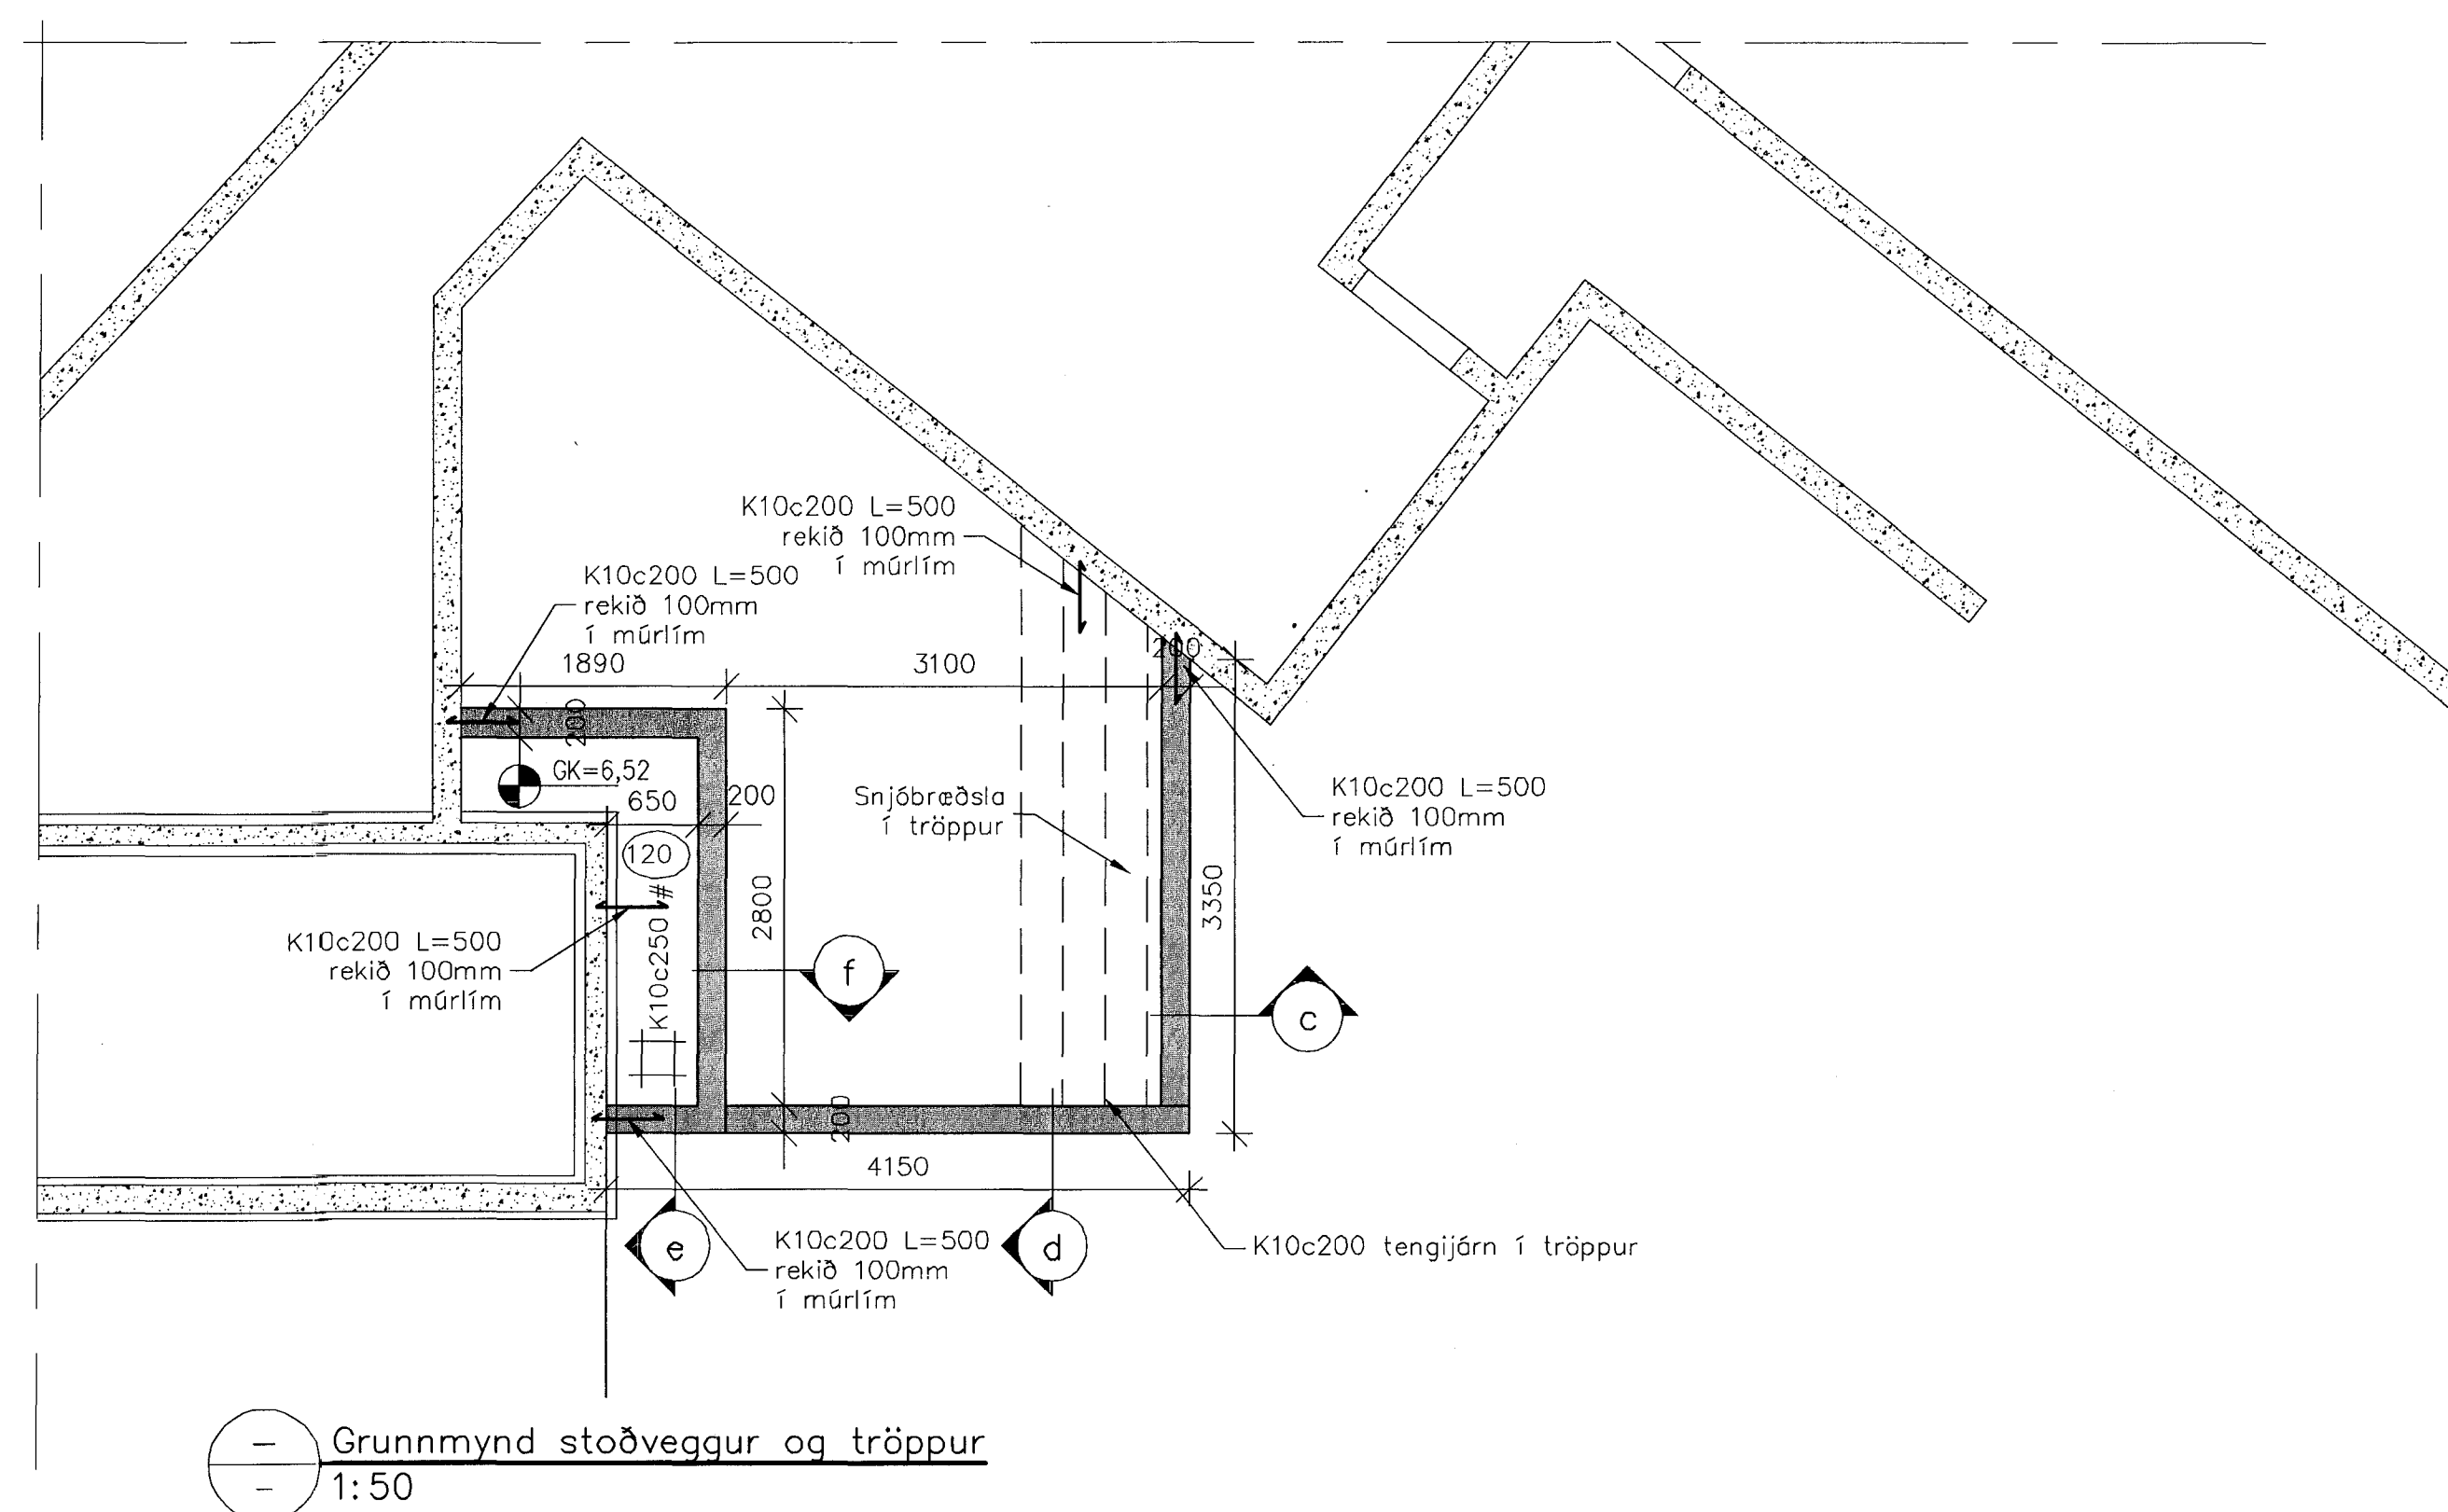 K10c200 L=500
rekið 100mm
í múrlím
K10c200 L=500
rekið 100mm
í múrlím
1890
3100
200
200
GK=6,52
650
200
120
K10c250 #
2800
Snjóbræðsla
í tröppur
K10c200 L=500
rekið 100mm
í múrlím
3350
K10c200 L=500
rekið 100mm
í múrlím
f
c
200
4150
e
d
K10c200 L=500
rekið 100mm
í múrlím
K10c200 tengijárn í tröppur
Grunnmynd stoðveggur og tröppur
1:50